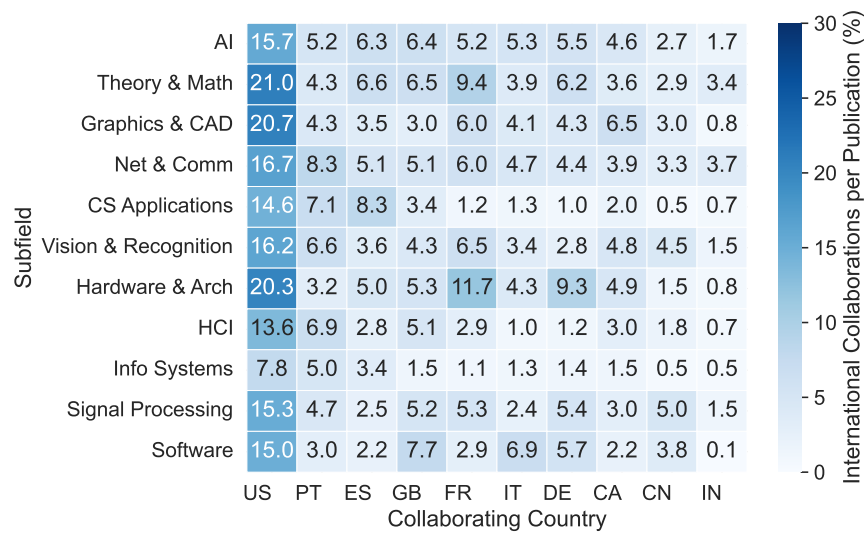 AI 15.7 5.2 6.3 6.4 5.2 5.3 5.5 4.6 2.7 1.7
Theory & Math 21.0 4.3 6.6 6.5 9.4 3.9 6.2 3.6 2.9 3.4
Graphics & CAD 20.7 4.3 3.5 3.0 6.0 4.1 4.3 6.5 3.0 0.8
Net & Comm 16.7 8.3 5.1 5.1 6.0 4.7 4.4 3.9 3.3 3.7
CS Applications 14.6 7.1 8.3 3.4 1.2 1.3 1.0 2.0 0.5 0.7
Vision & Recognition 16.2 6.6 3.6 4.3 6.5 3.4 2.8 4.8 4.5 1.5
Hardware & Arch 20.3 3.2 5.0 5.3 11.7 4.3 9.3 4.9 1.5 0.8
HCI 13.6 6.9 2.8 5.1 2.9 1.0 1.2 3.0 1.8 0.7
Info Systems 7.8 5.0 3.4 1.5 1.1 1.3 1.4 1.5 0.5 0.5
Signal Processing 15.3 4.7 2.5 5.2 5.3 2.4 5.4 3.0 5.0 1.5
Software 15.0 3.0 2.2 7.7 2.9 6.9 5.7 2.2 3.8 0.1
US PT ES GB FR IT DE CA CN IN
Collaborating Country
Subfield
30
25
20
15
10
5
0
International Collaborations per Publication (%)